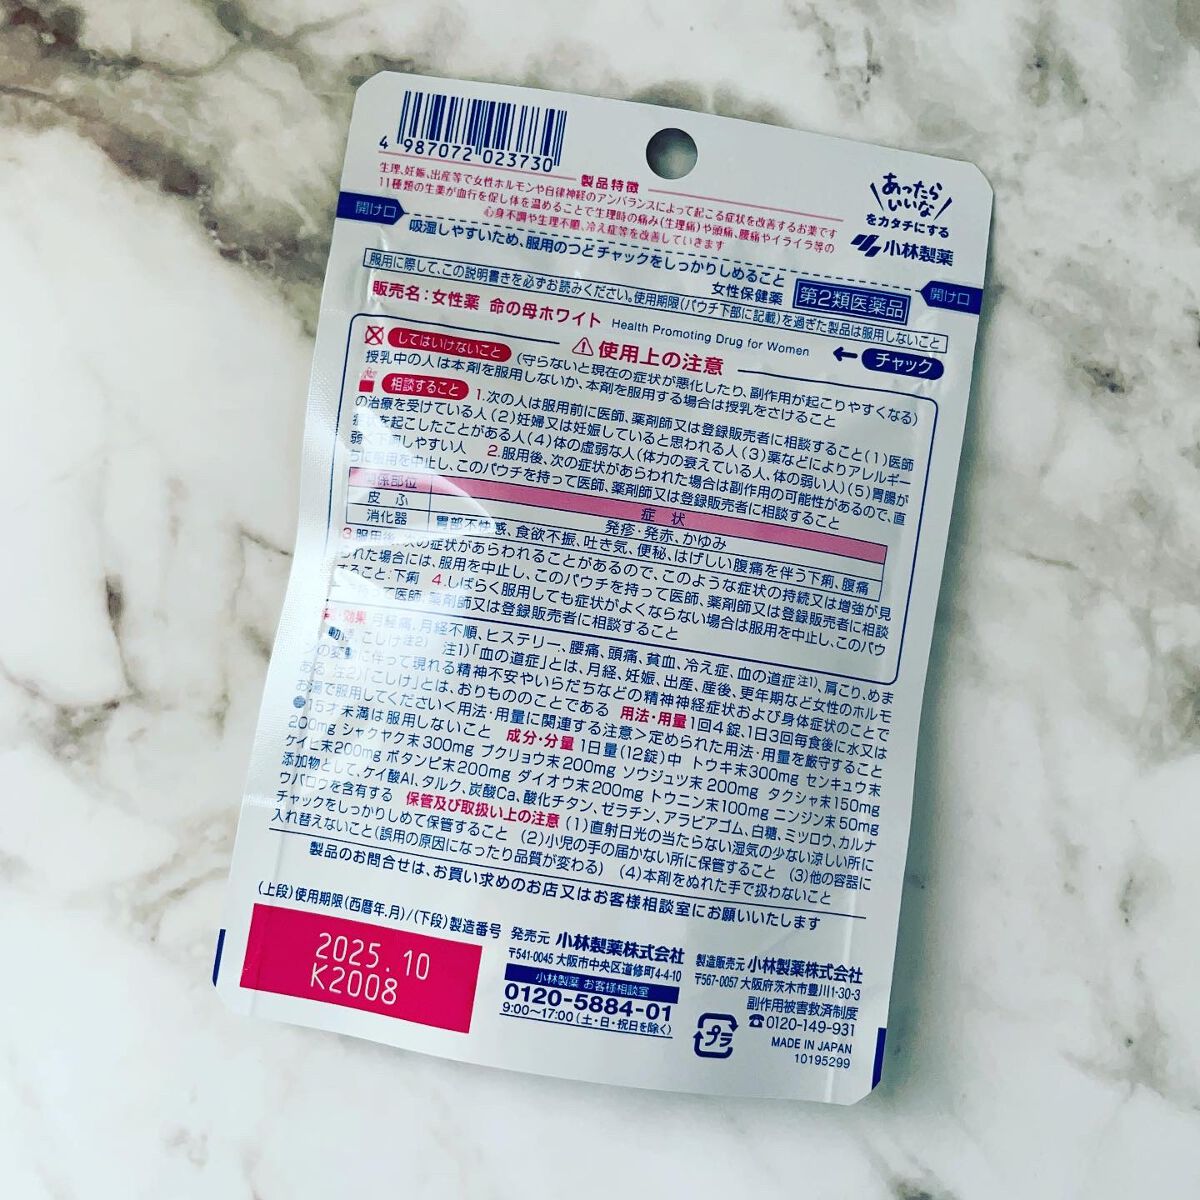 4 987072 023730
製品特徴
生理、妊娠、出産等で女性ホルモンや自律神経のアンバランスによって起こる症状を改善するお薬です
11種類の生薬が血行を促し体を温めることで生理時の痛み(生理痛)や頭痛、腰痛やイライラ等の
心身不調や生理不順、冷え症等を改善していきます
あったら
いいな
をカタチにする
小林製薬
開け口
吸湿しやすいため、服用のつどチャックをしっかりしめること
開け口
服用に際して、この説明書きを必ずお読みください。使用期限(パウチ下部に記載)を過ぎた製品は服用しないこと
女性保健薬
第2類医薬品
販売名:女性薬 命の母ホワイト Health Promoting Drug for Women
チャック
使用上の注意
してはいけないこと (守らないと現在の症状が悪化したり、副作用が起こりやすくなる)
授乳中の人は本剤を服用しないか、本剤を服用する場合は授乳をさけること
相談すること 1.次の人は服用前に医師、薬剤師又は登録販売者に相談すること(1)医師
の治療を受けている人(2)妊婦又は妊娠していると思われる人(3)薬などによりアレルギー
を起こしたことがある人(4)体の虚弱な人(体力の衰えている人、体の弱い人)(5)胃腸が
弱く下痢しやすい人 2.服用後、次の症状があらわれた場合は副作用の可能性があるので、直
ちに服用を中止し、このパウチを持って医師、薬剤師又は登録販売者に相談すること
関係部位 症 状
皮ふ 発疹・発赤、かゆみ
消化器 胃部不快感、食欲不振、吐き気、便秘、はげしい腹痛を伴う下痢、腹痛
3.服用後、次の症状があらわれることがあるので、このような症状の持続又は増強が見
られた場合には、服用を中止し、このパウチを持って医師、薬剤師又は登録販売者に相談
すること:下痢 4.しばらく服用しても症状がよくならない場合は服用を中止し、このパウ
持って医師、薬剤師又は登録販売者に相談すること
・効果 月経痛、月経不順、ヒステリー、腰痛、頭痛、貧血、冷え症、血の道症注1)、肩こり、めま
動悸、こしけ注2) 注1)「血の道症」とは、月経、妊娠、出産、産後、更年期など女性のホルモ
ンの変動に伴って現れる精神不安やいらだちなどの精神神経症状および身体症状のことで
ある 注2)「こしけ」とは、おりもののことである 用法・用量 1回4錠、1日3回毎食後に水又は
お湯で服用してください<用法・用量に関連する注意>定められた用法・用量を厳守すること
●15才未満は服用しないこと 成分・分量 1日量(12錠)中 トウキ末300mg センキュウ末
200mg シャクヤク末300mg ブクリョウ末200mg ソウジュツ末200mg タクシャ末150mg
ケイヒ末200mg ボタンピ末200mg ダイオウ末200mg トウニン末100mg ニンジン末50mg
添加物として、ケイ酸Al、タルク、炭酸Ca、酸化チタン、ゼラチン、アラビアゴム、白糖、ミツロウ、カルナ
ウバロウを含有する 保管及び取扱い上の注意 (1)直射日光の当たらない湿気の少ない涼しい所に
チャックをしっかりしめて保管すること (2)小児の手の届かない所に保管すること (3)他の容器に
入れ替えないこと(誤用の原因になったり品質が変わる) (4)本剤をぬれた手で扱わないこと
製品のお問合せは、お買い求めのお店又はお客様相談室にお願いいたします
(上段)使用期限(西暦年.月)/(下段)製造番号
2025.10
K2008
発売元 小林製薬株式会社
〒541-0045 大阪市中央区道修町4-4-10
小林製薬 お客様相談室
0120-5884-01
9:00~17:00(土・日・祝日を除く)
製造販売元 小林製薬株式会社
〒567-0057 大阪府茨木市豊川1-30-3
副作用被害救済制度
☎0120-149-931
プラ
MADE IN JAPAN
10195299